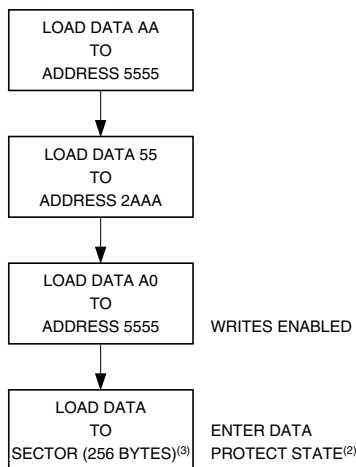 LOAD DATA AA
TO
ADDRESS 5555
LOAD DATA 55
TO
ADDRESS 2AAA
LOAD DATA A0
TO
ADDRESS 5555 WRITES ENABLED
LOAD DATA
TO ENTER DATA
SECTOR (256 BYTES)(3) PROTECT STATE(2)